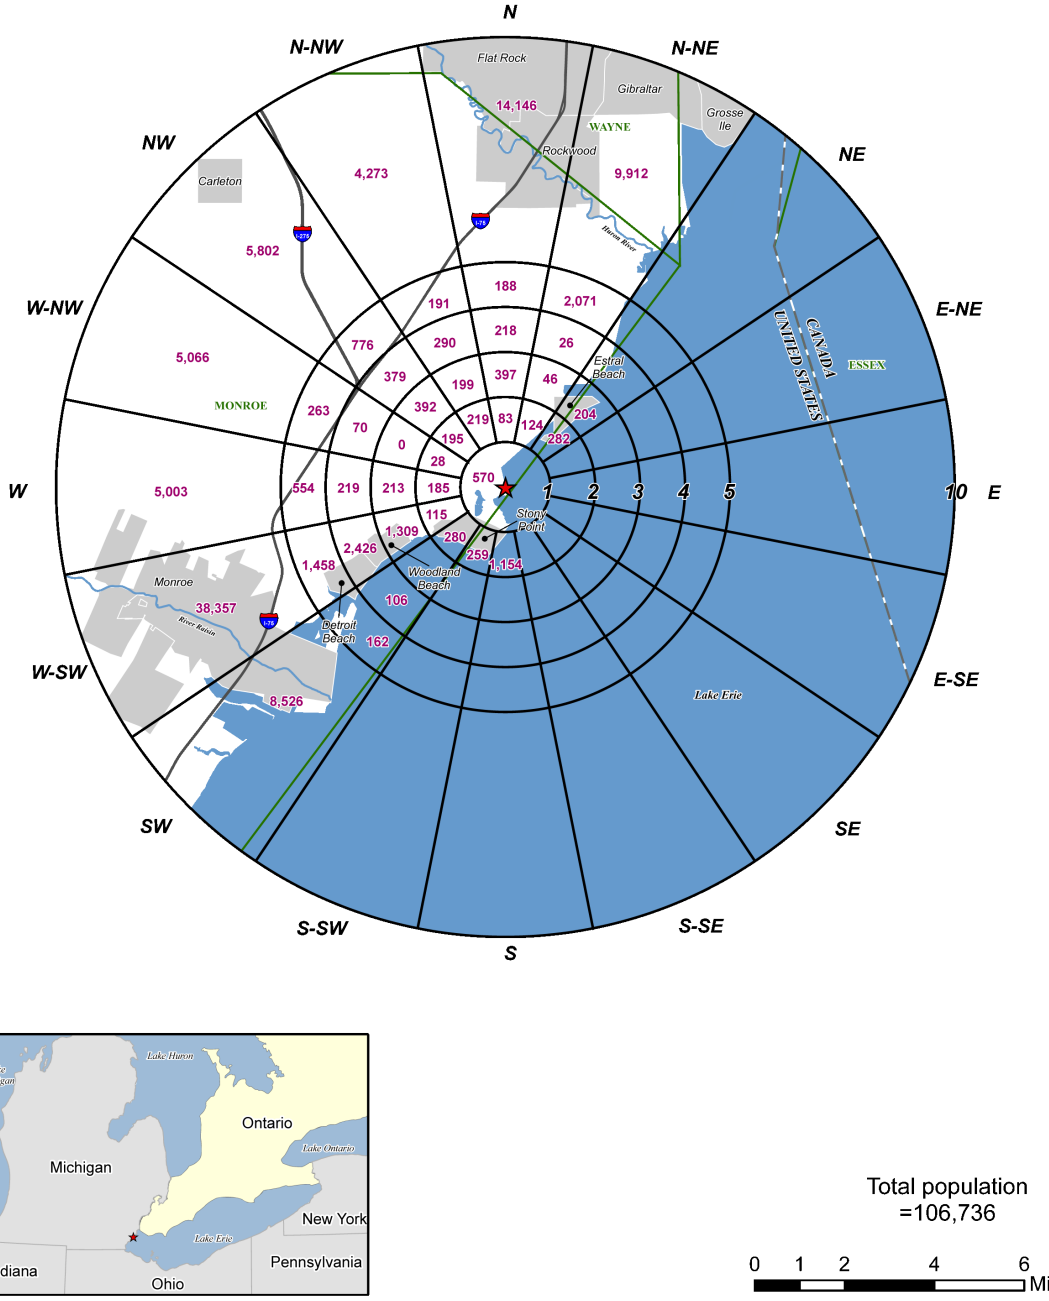 N
N-NW
N-NE
Flat Rock
Gibraltar
Grosse
Ile
14,146
WAYNE
NW
NE
Rockwood
Carleton
4,273
9,912
I-75
I-275
Huron River
5,802
188
191
2,071
W-NW
E-NE
218
290
26
CANADA
UNITED STATES
776
5,066
Estral
Beach
ESSEX
379
199
397
46
MONROE
263
392
204
70
219
83
124
195
282
0
28
570
W
5,003
554
219
213
185
1
2
3
4
5
10
E
115
Stony
Point
1,309
280
2,426
259
1,458
1,154
Woodland
Beach
Monroe
38,357
106
River Raisin
I-75
Detroit
Beach
162
W-SW
E-SE
8,526
Lake Erie
SW
SE
S-SW
S-SE
S
Lake Huron
gan
Ontario
Lake Ontario
Michigan
New York
Lake Erie
Pennsylvania
diana
Ohio
Total population
=106,736
0 1 2 4 6
Mi